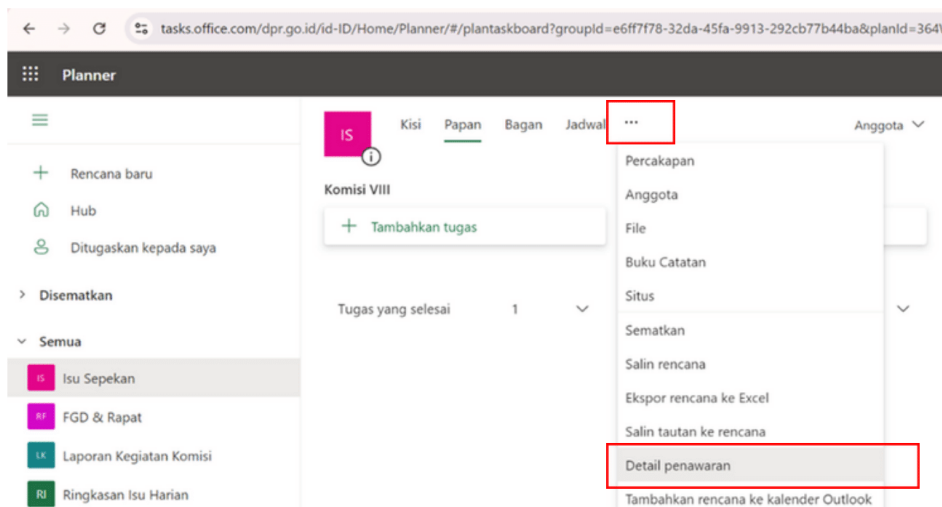 tasks.office.com/dpr.go.id/id-ID/Home/Planner/#/plantaskboard?groupId=e6ff7f78-32da-45fa-9913-292cb77b44ba&planId=364
Planner
Rencana baru
Hub
Ditugaskan kepada saya
Disematkan
Semua
IS Isu Sepekan
RF FGD & Rapat
LK Laporan Kegiatan Komisi
RI Ringkasan Isu Harian
IS
Kisi Papan Bagan Jadwal ... Anggota
Komisi VIII
+ Tambahkan tugas
Tugas yang selesai 1
Percakapan
Anggota
File
Buku Catatan
Situs
Sematkan
Salin rencana
Ekspor rencana ke Excel
Salin tautan ke rencana
Detail penawaran
Tambahkan rencana ke kalender Outlook